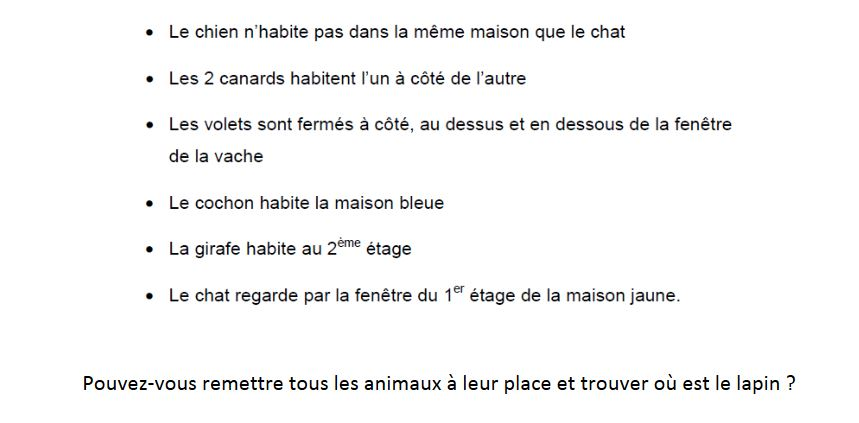 • Le chien n'habite pas dans la même maison que le chat
• Les 2 canards habitent l'un à côté de l'autre
• Les volets sont fermés à côté, au dessus et en dessous de la fenêtre
de la vache
• Le cochon habite la maison bleue
• La girafe habite au 2ème étage
• Le chat regarde par la fenêtre du 1er étage de la maison jaune.
Pouvez-vous remettre tous les animaux à leur place et trouver où est le lapin ?